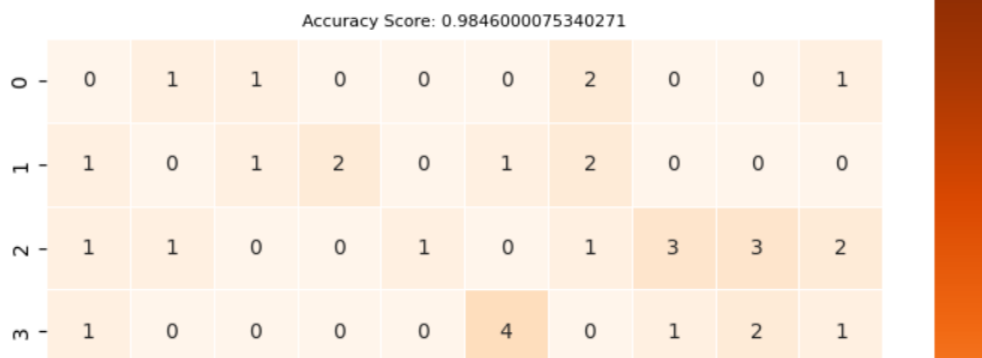 Accuracy Score: 0.9846000075340271
0 0 1 1 0 0 0 2 0 0 1
1 1 0 1 2 0 1 2 0 0 0
2 1 1 0 0 1 0 1 3 3 2
3 1 0 0 0 0 4 0 1 2 1